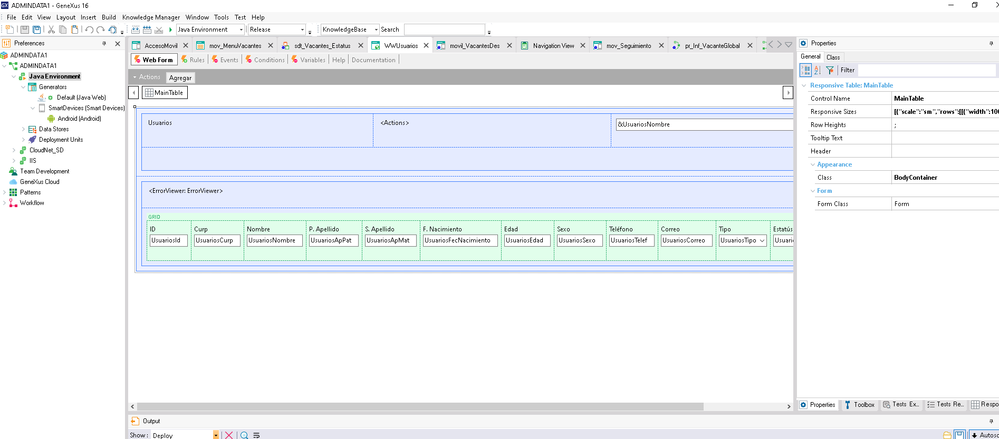 ADMINDATA1 - GeneXus 16
File Edit View Layout Insert Build Knowledge Manager Window Tools Test Help
Java Environment Release KnowledgeBase Search
Preferences
ADMINDATA1
ADMINDATA1
Java Environment
Generators
Default (Java Web)
SmartDevices (Smart Devices)
Android (Android)
Data Stores
Deployment Units
CloudNet_SD
IIS
Team Development
GeneXus Cloud
Patterns
Workflow
AccesoMovil mov_MenuVacantes sdt_Vacantes_Estatus WWUsuarios movil_VacantesDes Navigation View mov_Seguimiento pr_Inf_VacanteGlobal
Web Form Rules Events Conditions Variables Help Documentation
Actions Agregar
MainTable
Usuarios <Actions> &UsuariosNombre
<ErrorViewer: ErrorViewer>
GRID
ID Curp Nombre P. Apellido S. Apellido F. Nacimiento Edad Sexo Teléfono Correo Tipo Estatús
UsuariosId UsuariosCurp UsuariosNombre UsuariosApPat UsuariosApMat UsuariosFecNacimiento UsuariosEdad UsuariosSexo UsuariosTelef UsuariosCorreo UsuariosTipo Usuari
Output
Show: Deploy
Autosc
Properties
General Class
Filter
Responsive Table: MainTable
Control Name MainTable
Responsive Sizes [{"scale":"sm","rows":[[{"width":100
Row Heights ;
Tooltip Text
Header
Appearance
Class BodyContainer
Form
Form Class Form
Properties Toolbox Tests Ex... Tests Re... Respo